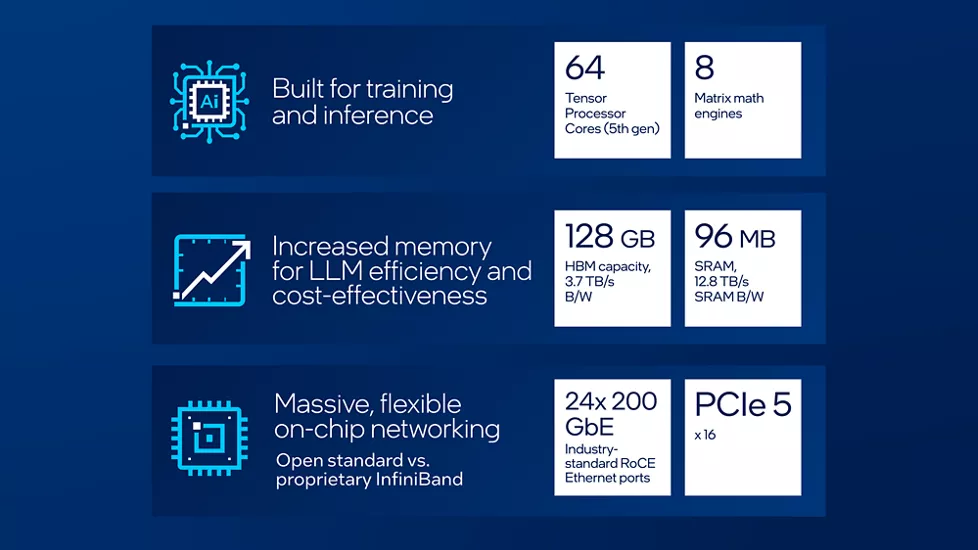 Ai
Built for training
and inference
64
Tensor
Processor
Cores (5th gen)
8
Matrix math
engines
Increased memory
for LLM efficiency and
cost-effectiveness
128 GB
HBM capacity,
3.7 TB/s
B/W
96 MB
SRAM,
12.8 TB/s
SRAM B/W
Massive, flexible
on-chip networking
Open standard vs.
proprietary InfiniBand
24x 200
GbE
Industry-
standard RoCE
Ethernet ports
PCIe 5
x 16